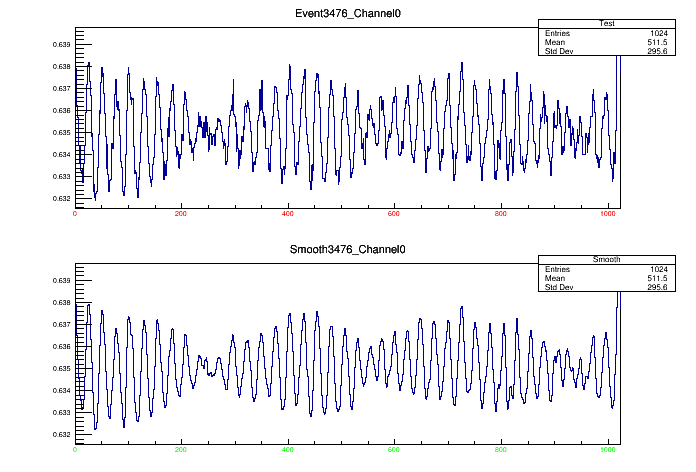 Event3476_Channel0
Test
Entries 1024
Mean 511.5
Std Dev 295.6
0.639
0.638
0.637
0.636
0.635
0.634
0.633
0.632
0 200 400 600 800 1000
Smooth3476_Channel0
Smooth
Entries 1024
Mean 511.5
Std Dev 295.6
0.639
0.638
0.637
0.636
0.635
0.634
0.633
0.632
0 200 400 600 800 1000